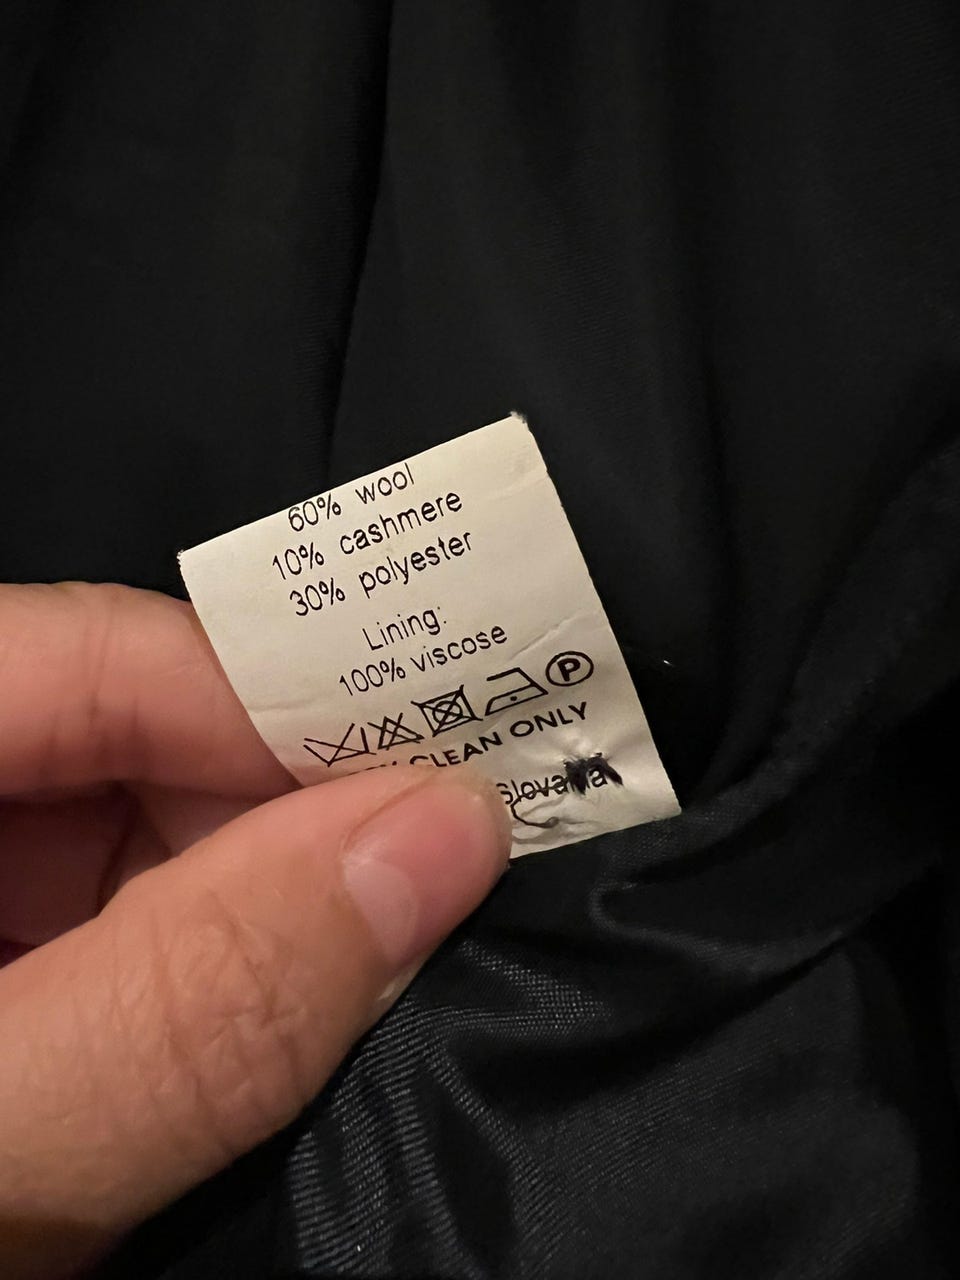 60% wool
10% cashmere
30% polyester
Lining:
100% viscose
P
CLEAN ONLY